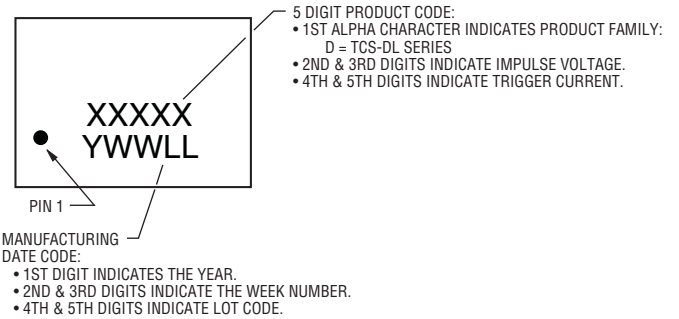 5 DIGIT PRODUCT CODE:
• 1ST ALPHA CHARACTER INDICATES PRODUCT FAMILY:
D = TCS-DL SERIES
• 2ND & 3RD DIGITS INDICATE IMPULSE VOLTAGE.
• 4TH & 5TH DIGITS INDICATE TRIGGER CURRENT.
XXXXX
YWWLL
PIN 1
MANUFACTURING
DATE CODE:
• 1ST DIGIT INDICATES THE YEAR.
• 2ND & 3RD DIGITS INDICATE THE WEEK NUMBER.
• 4TH & 5TH DIGITS INDICATE LOT CODE.